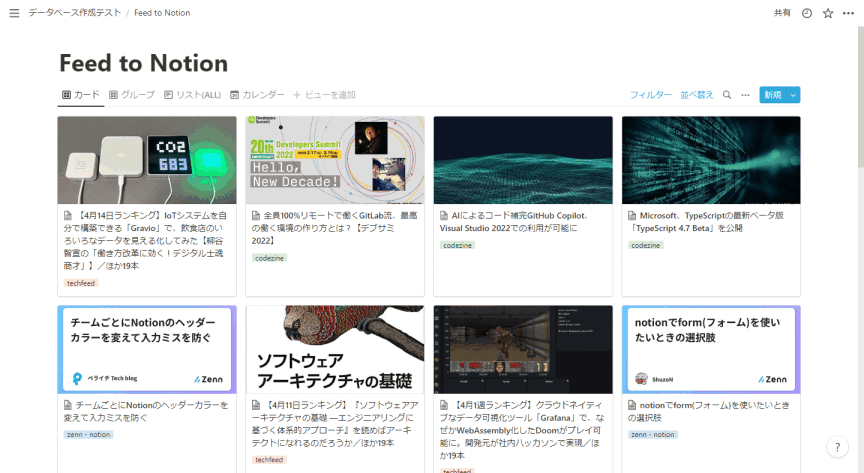 データベース作成テスト / Feed to Notion
共有
Feed to Notion
カード グループ リスト(ALL) カレンダー + ビューを追加
フィルター 並べ替え
新規
CO2
683
Developers Summit
20th
ANNIVERSARY
Developers Summit
2022
Hello,
New Decade!
【4月14日ランキング】IoTシステムを自
分で構築できる「Gravio」で、飲食店のい
ろいろなデータを見える化してみた【柳谷
智宣の「働き方改革に効く！デジタル士魂
商才」】／ほか19本
techfeed
全員100％リモートで働くGitLab流、最高
の働く環境の作り方とは？【デブサミ
2022】
codezine
AIによるコード補完GitHub Copilot、
Visual Studio 2022での利用が可能に
codezine
Microsoft、TypeScriptの最新ベータ版
「TypeScript 4.7 Beta」を公開
codezine
チームごとにNotionのヘッダー
カラーを変えて入力ミスを防ぐ
ペライチ Tech blog
Zenn
チームごとにNotionのヘッダーカラーを
変えて入力ミスを防ぐ
zenn - notion
ソフトウェア
アーキテクチャの基礎
【4月11日ランキング】『ソフトウェアア
ーキテクチャの基礎 ―エンジニアリングに
基づく体系的アプローチ』を読めばアーキ
テクトになれるのだろうか／ほか19本
techfeed
【4月1週ランキング】クラウドネイティ
ブなデータ可視化ツール「Grafana」で、な
ぜかWebAssembly化したDoomがプレイ可
能に。開発元が社内ハッカソンで実現／ほ
か19本
techfeed
notionでform(フォーム)を使い
たいときの選択肢
ShuzoN
Zenn
notionでform(フォーム)を使いたいときの
の選択肢
zenn - notion
?